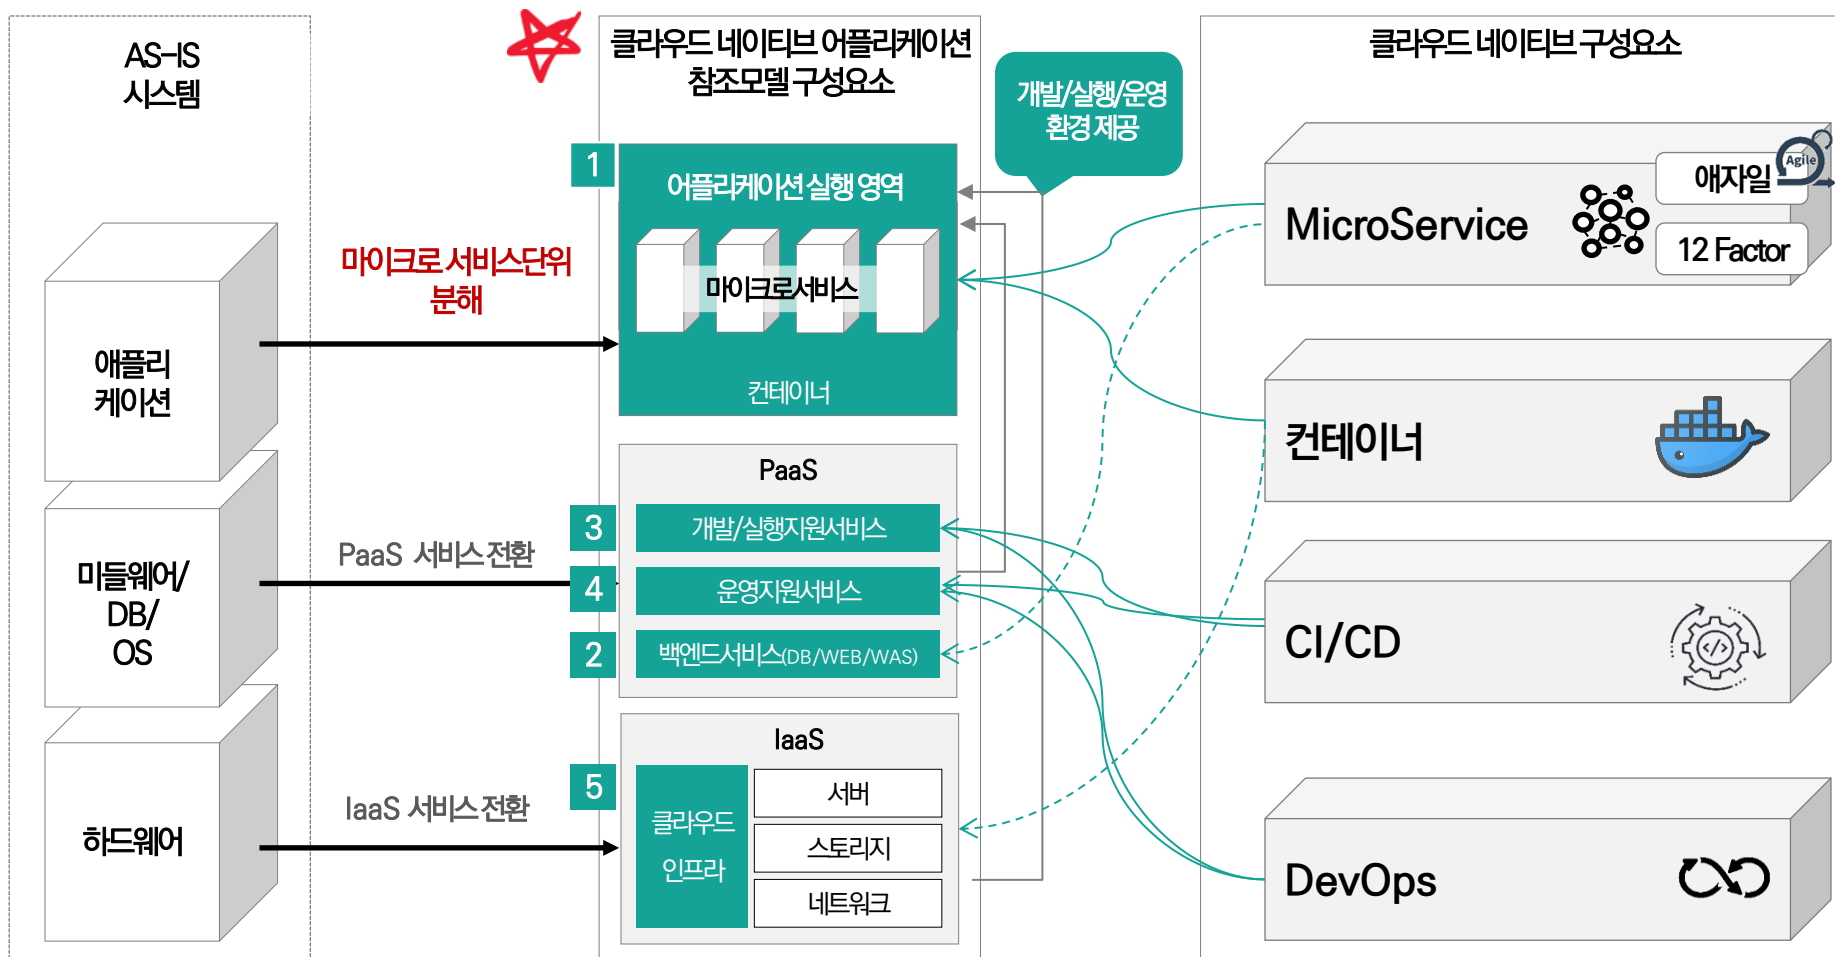 AS-IS
시스템
애플리
케이션
미들웨어/
DB/
OS
하드웨어
마이크로 서비스단위
분해
PaaS 서비스 전환
IaaS 서비스 전환
클라우드 네이티브 어플리케이션
참조모델 구성요소
1
어플리케이션 실행 영역
마이크로서비스
컨테이너
PaaS
3
개발/실행지원서비스
4
운영지원서비스
2
백엔드서비스(DB/WEB/WAS)
IaaS
5
클라우드
인프라
서버
스토리지
네트워크
개발/실행/운영
환경 제공
클라우드 네이티브 구성요소
MicroService
애자일
Agile
12 Factor
컨테이너
CI/CD
</>
DevOps